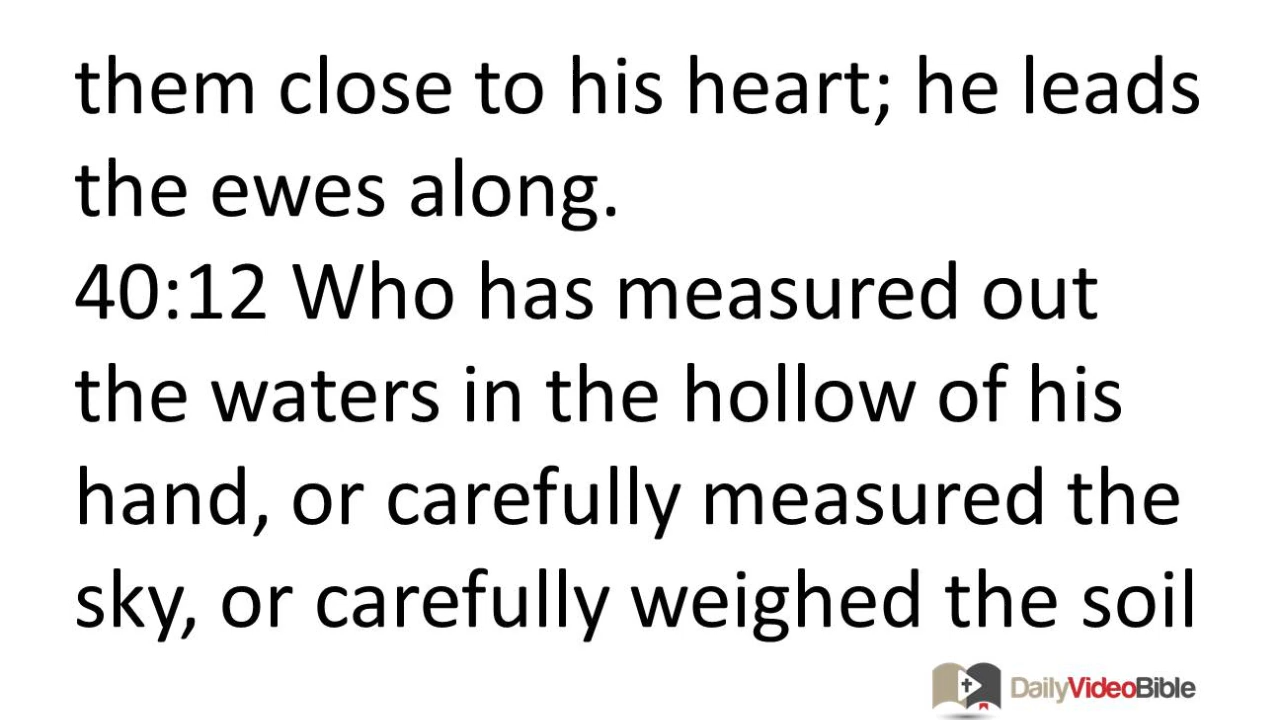 them close to his heart; he leads
the ewes along.
40:12 Who has measured out
the waters in the hollow of his
hand, or carefully measured the
sky, or carefully weighed the soil
DailyVideoBible